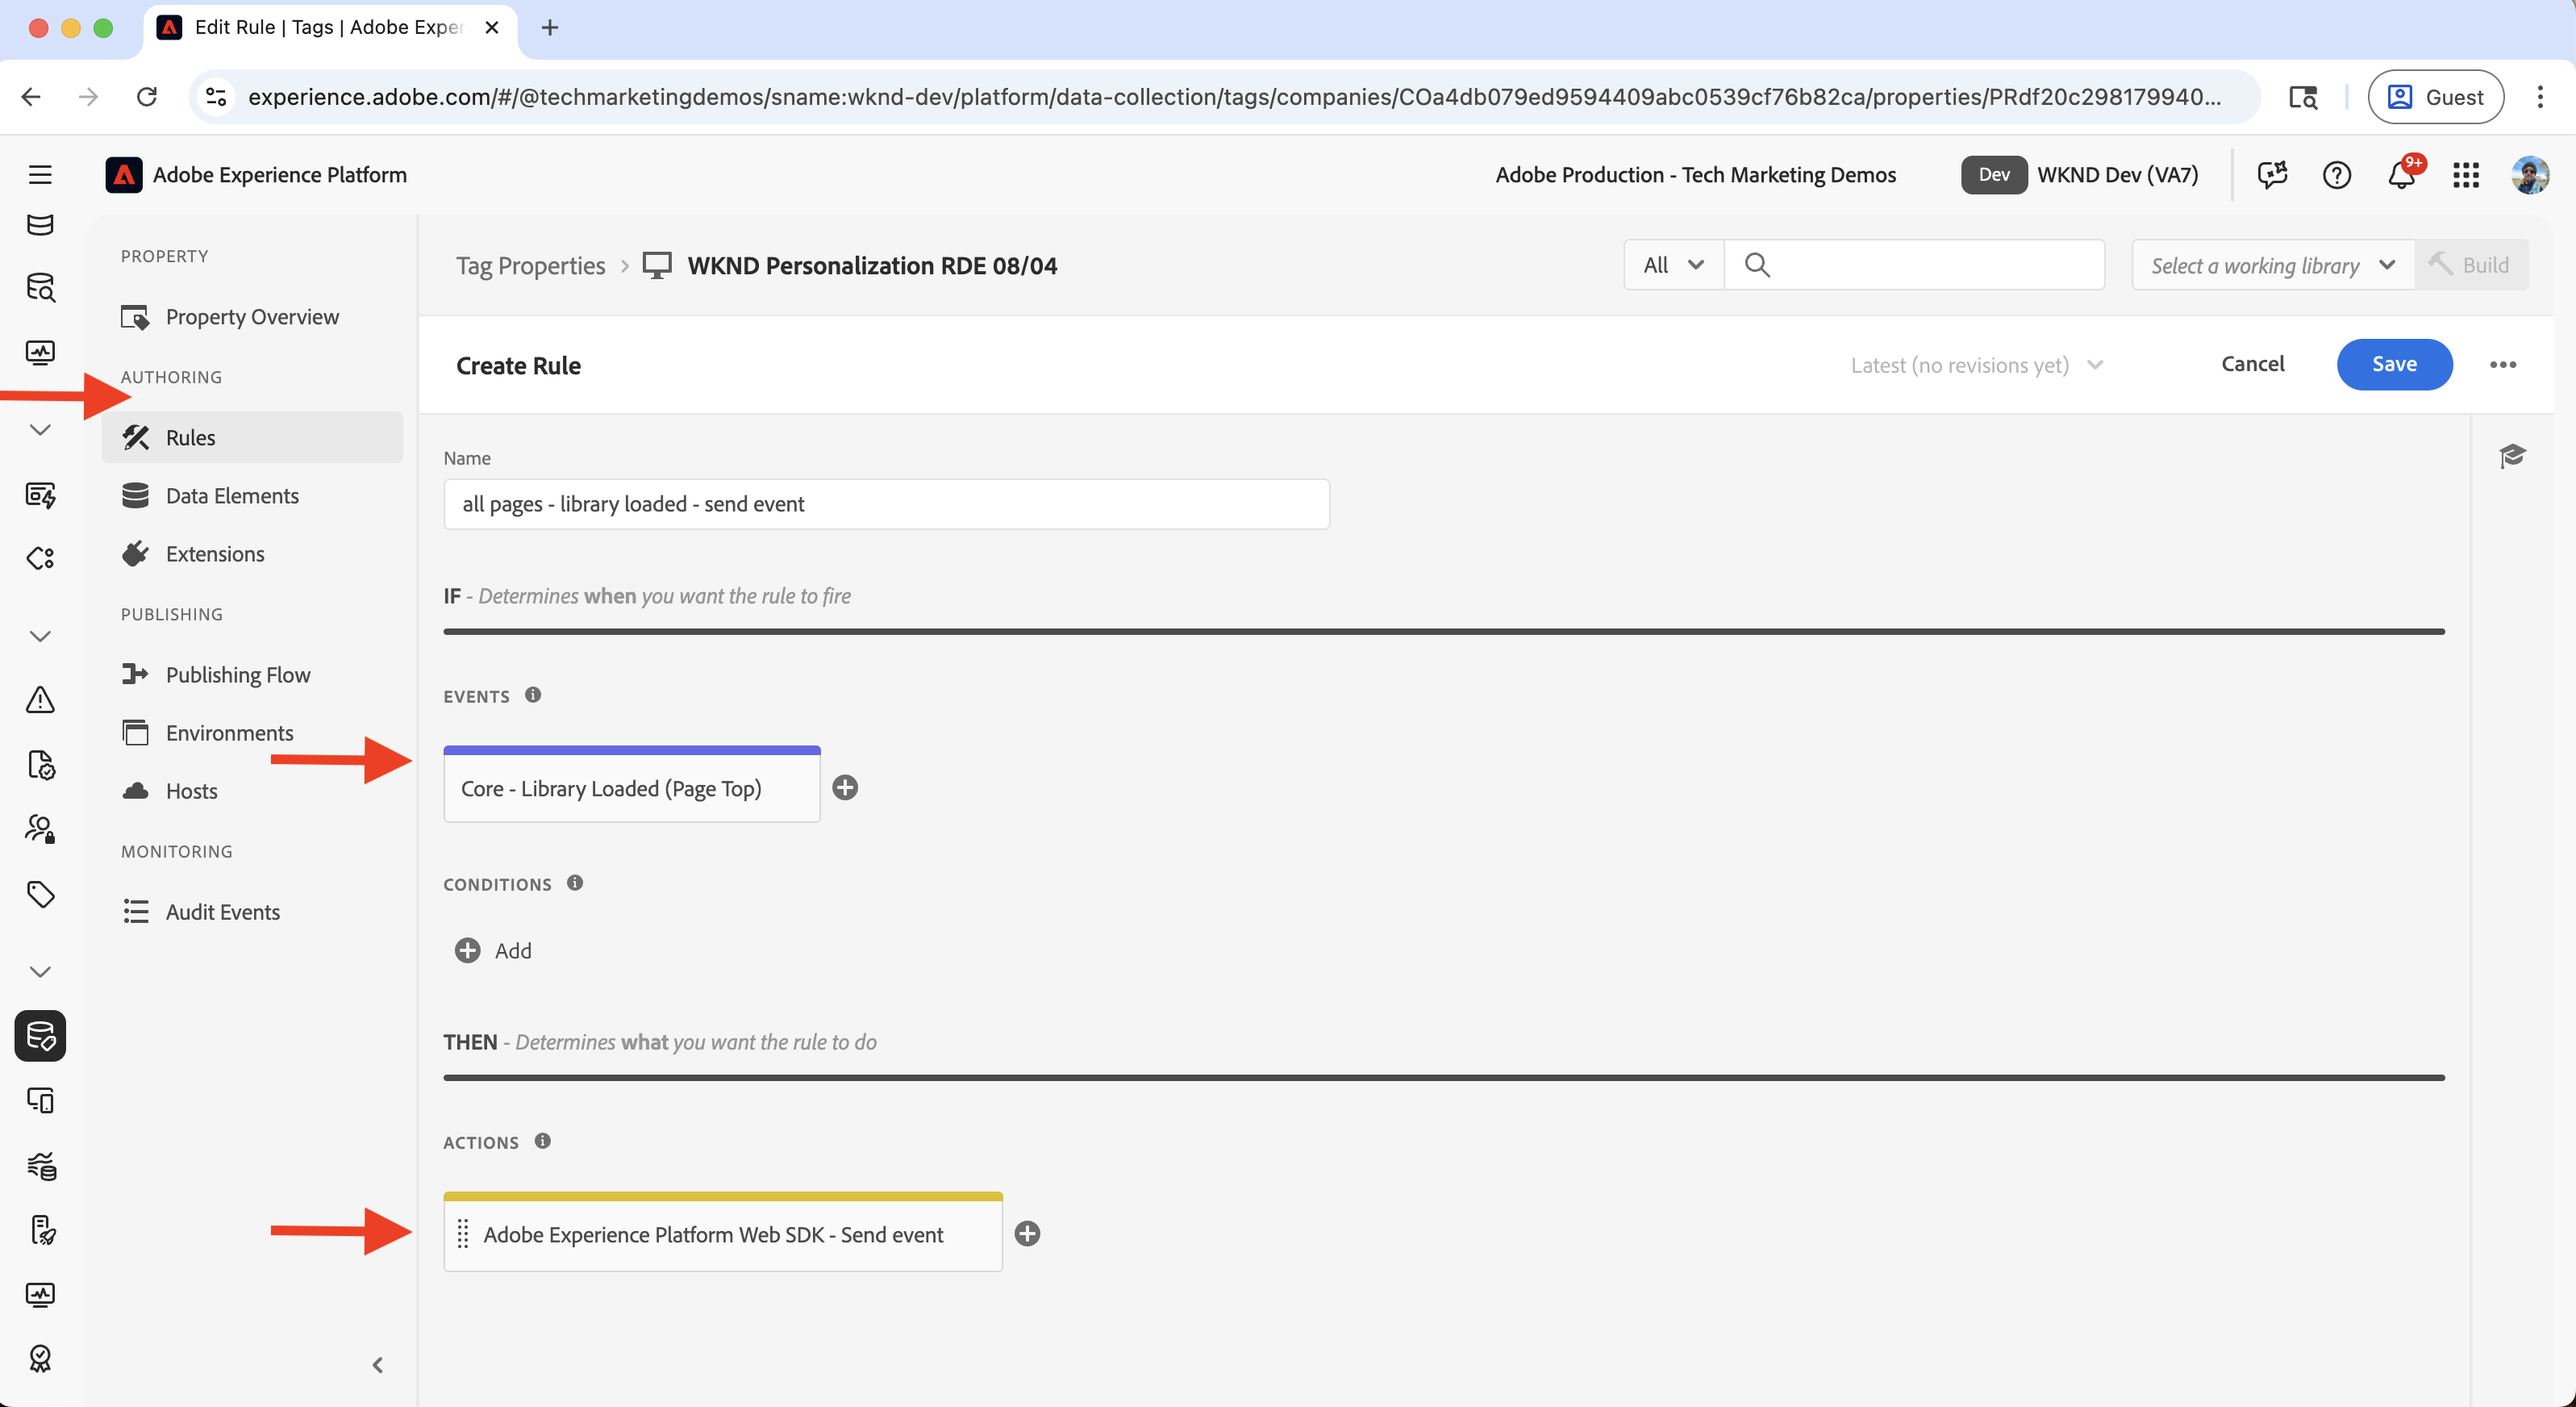 Edit Rule | Tags | Adobe Exper
experience.adobe.com/#/@techmarketingdemos/sname:wknd-dev/platform/data-collection/tags/companies/COa4db079ed9594409abc0539cf76b82ca/properties/PRdf20c298179940...
Guest
Adobe Experience Platform
Adobe Production - Tech Marketing Demos
Dev
WKND Dev (VA7)
9+
PROPERTY
Property Overview
AUTHORING
Rules
Data Elements
Extensions
PUBLISHING
Publishing Flow
Environments
Hosts
MONITORING
Audit Events
Tag Properties > WKND Personalization RDE 08/04
All
Select a working library
Build
Create Rule
Latest (no revisions yet)
Cancel
Save
Name
all pages - library loaded - send event
IF - Determines when you want the rule to fire
EVENTS
Core - Library Loaded (Page Top)
CONDITIONS
Add
THEN - Determines what you want the rule to do
ACTIONS
Adobe Experience Platform Web SDK - Send event